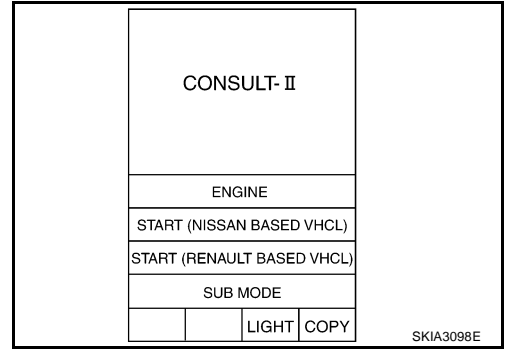 CONSULT-II
ENGINE
START (NISSAN BASED VHCL)
START (RENAULT BASED VHCL)
SUB MODE
LIGHT COPY
SKIA3098E